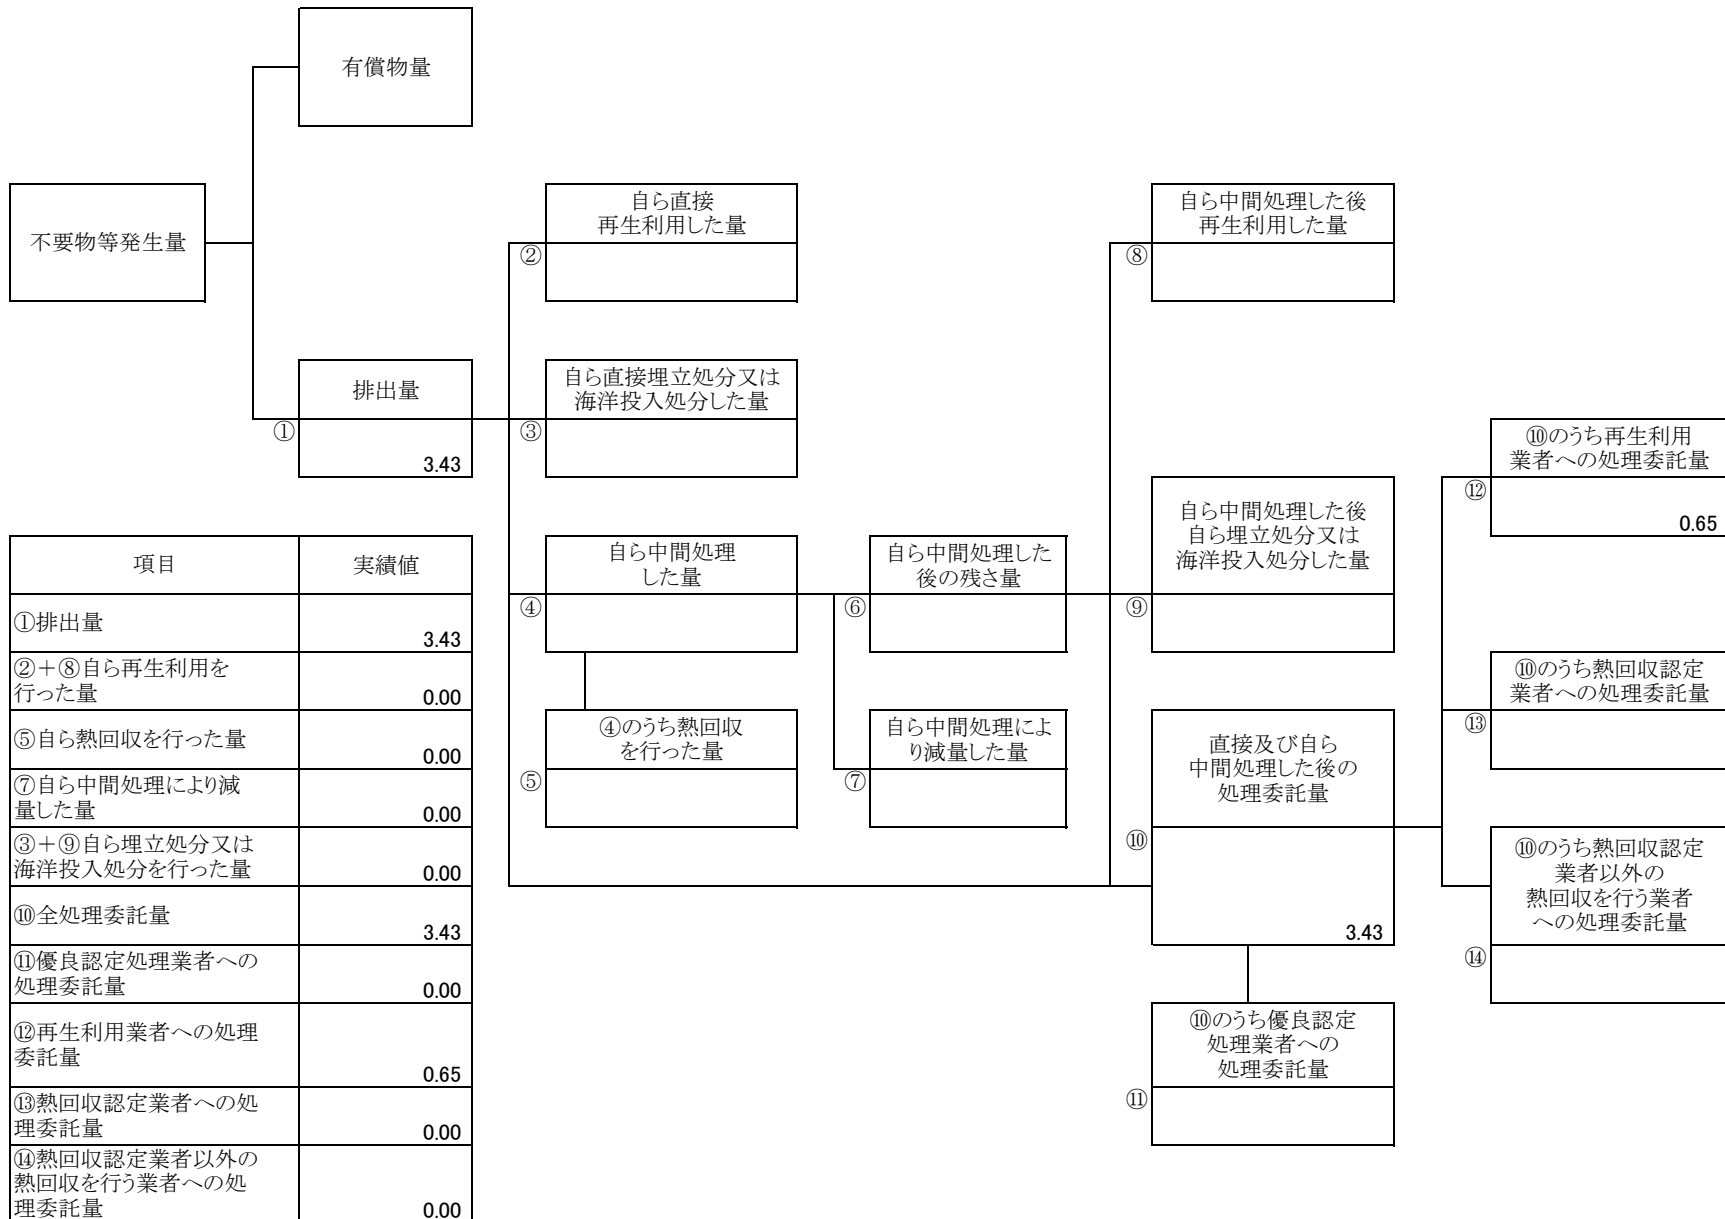 有償物量
不要物等発生量
自ら直接
再生利用した量
②
自ら中間処理した後
再生利用した量
⑧
排出量
①
3.43
自ら直接埋立処分又は
海洋投入処分した量
③
⑩のうち再生利用
業者への処理委託量
⑫
0.65
自ら中間処理した後
自ら埋立処分又は
海洋投入処分した量
⑨
自ら中間処理
した量
④
自ら中間処理した
後の残さ量
⑥
④のうち熱回収
を行った量
⑤
自ら中間処理によ
り減量した量
⑦
直接及び自ら
中間処理した後の
処理委託量
⑩
3.43
⑩のうち熱回収認定
業者への処理委託量
⑬
⑩のうち熱回収認定
業者以外の
熱回収を行う業者
への処理委託量
⑭
⑩のうち優良認定
処理業者への
処理委託量
⑪
項目 実績値
①排出量
3.43
②+⑧自ら再生利用を
行った量 0.00
⑤自ら熱回収を行った量
0.00
⑦自ら中間処理により減
量した量 0.00
③+⑨自ら埋立処分又は
海洋投入処分を行った量 0.00
⑩全処理委託量
3.43
⑪優良認定処理業者への
処理委託量 0.00
⑫再生利用業者への処理
委託量
0.65
⑬熱回収認定業者への処
理委託量 0.00
⑭熱回収認定業者以外の
熱回収を行う業者への処
理委託量 0.00